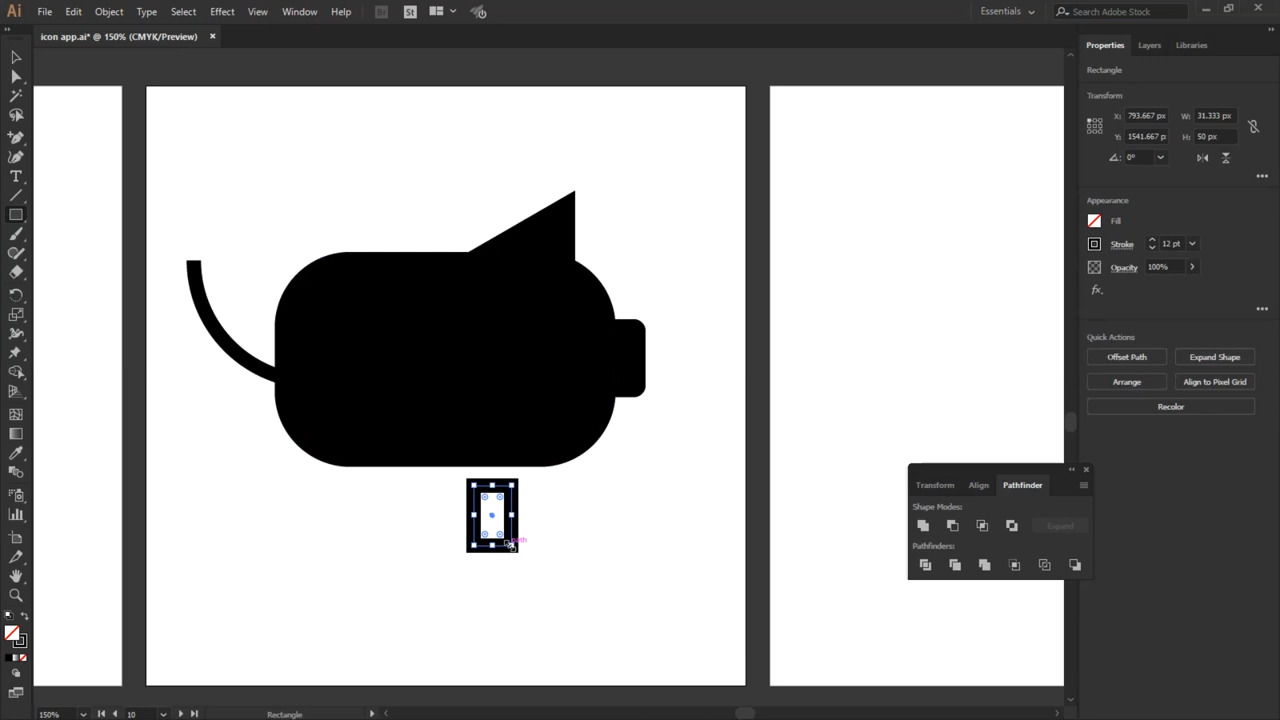 Ai File Edit Object Type Select Effect View Window Help Br St Essentials Search Adobe Stock
icon app.ai* @ 150% (CMYK/Preview)
Properties Layers Libraries
Rectangle
Transform
X: 793.667 px W: 31.333 px
Y: 1541.667 p H: 50 px
0°
Appearance
Fill
Stroke 12 pt
Opacity 100%
fx.
Quick Actions
Offset Path Expand Shape
Arrange Align to Pixel Grid
Recolor
Transform Align Pathfinder
Shape Modes:
Expand
Pathfinders:
path
150% 10 Rectangle